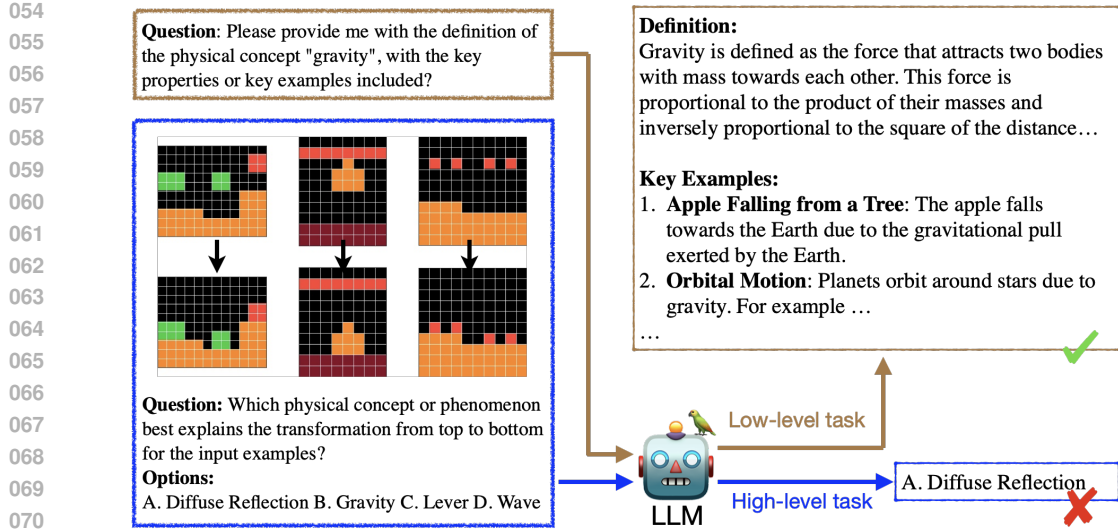 054
055
056
057
058
059
060
061
062
063
064
065
066
067
068
069
070
Question: Please provide me with the definition
of the physical concept "gravity", with the key
properties or key examples included?
Question: Which physical concept or phenomenon
best explains the transformation from top to bottom
for the input examples?
Options:
A. Diffuse Reflection B. Gravity C. Lever D. Wave
LLM
Low-level task
High-level task
Definition:
Gravity is defined as the force that attracts two bodies
with mass towards each other. This force is
proportional to the product of their masses and
inversely proportional to the square of the distance…
Key Examples:
1. Apple Falling from a Tree: The apple falls
towards the Earth due to the gravitational pull
exerted by the Earth.
2. Orbital Motion: Planets orbit around stars due to
gravity. For example …
…
A. Diffuse Reflection